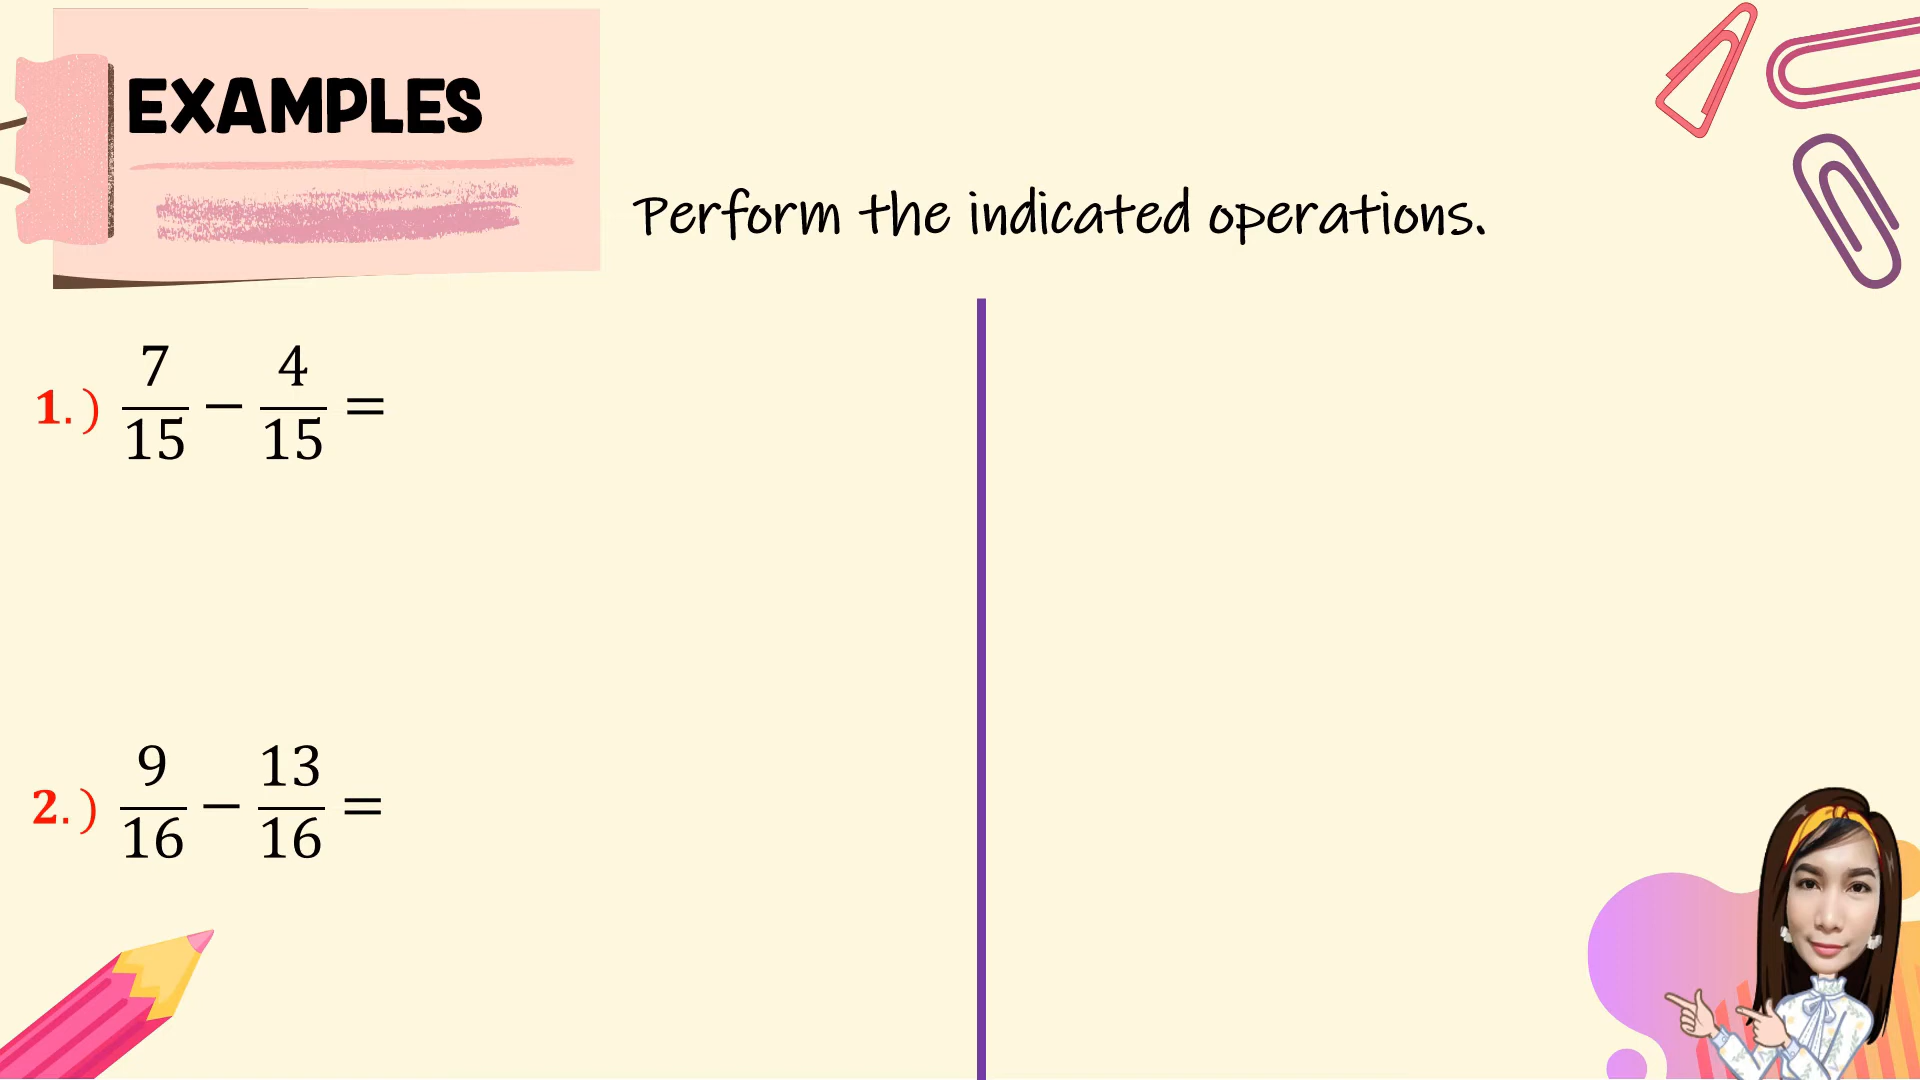 EXAMPLES
Perform the indicated operations.
1.) 7/15 − 4/15 =
2.) 9/16 − 13/16 =